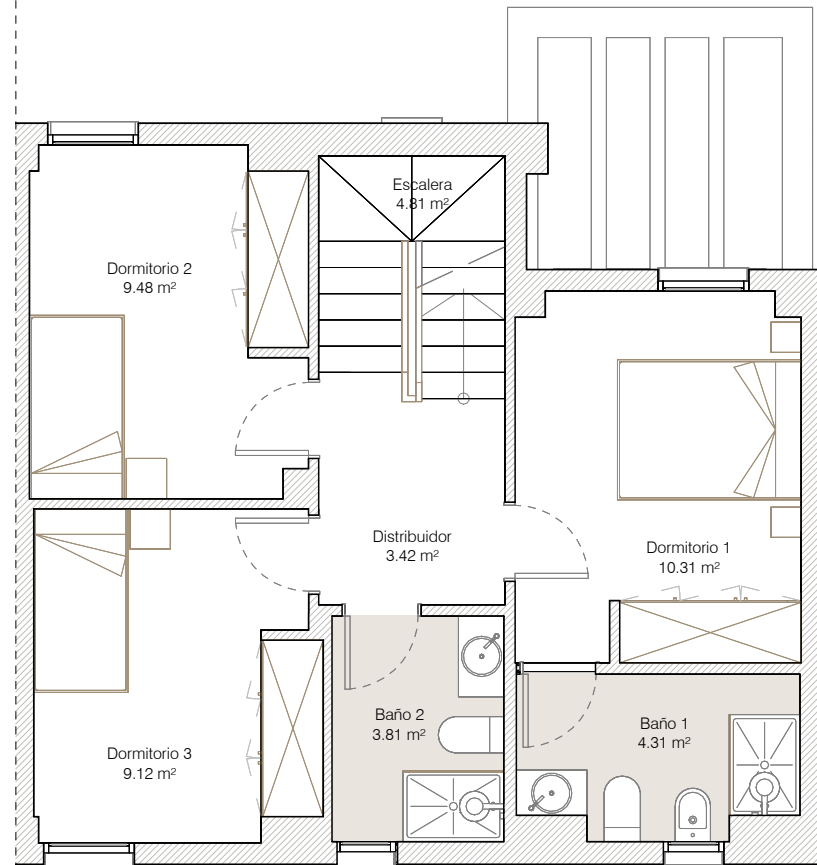 Escalera
4.81 m²
Dormitorio 2
9.48 m²
Distribuidor
3.42 m²
Dormitorio 1
10.31 m²
Baño 2
3.81 m²
Baño 1
4.31 m²
Dormitorio 3
9.12 m²